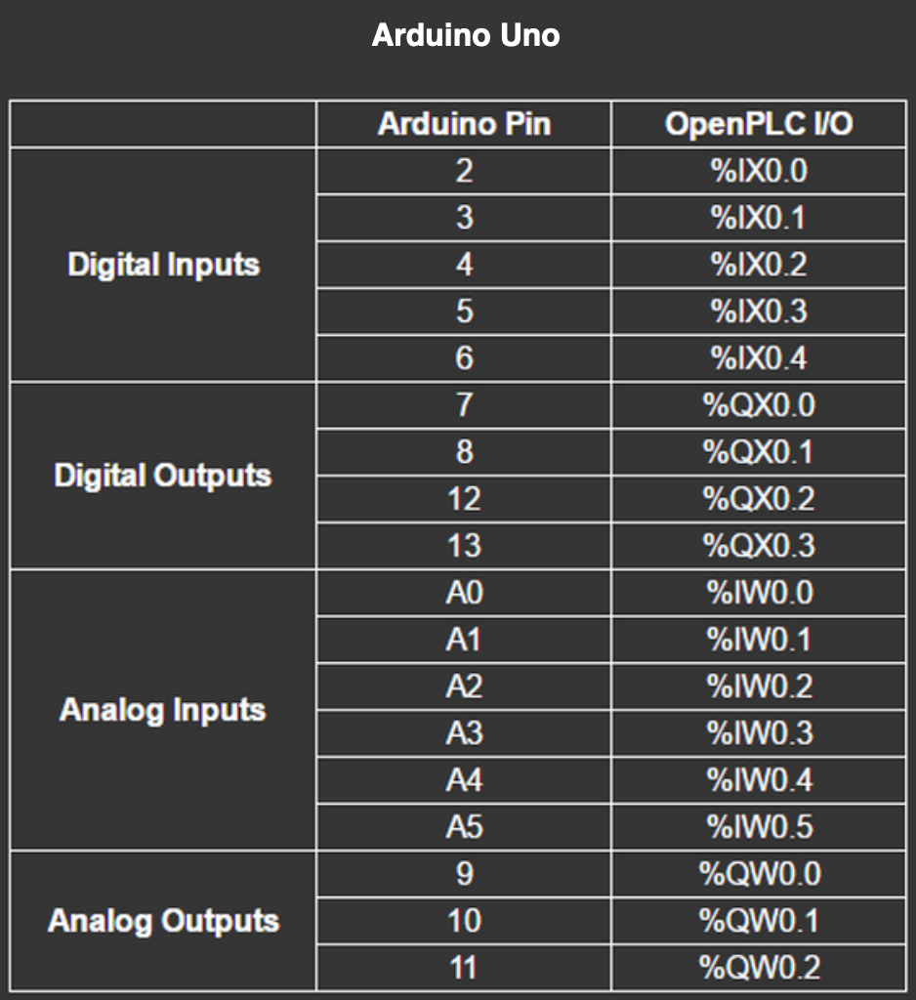 Arduino Uno
Arduino Pin OpenPLC I/O
Digital Inputs
2 %IX0.0
3 %IX0.1
4 %IX0.2
5 %IX0.3
6 %IX0.4
Digital Outputs
7 %QX0.0
8 %QX0.1
12 %QX0.2
13 %QX0.3
Analog Inputs
A0 %IW0.0
A1 %IW0.1
A2 %IW0.2
A3 %IW0.3
A4 %IW0.4
A5 %IW0.5
Analog Outputs
9 %QW0.0
10 %QW0.1
11 %QW0.2